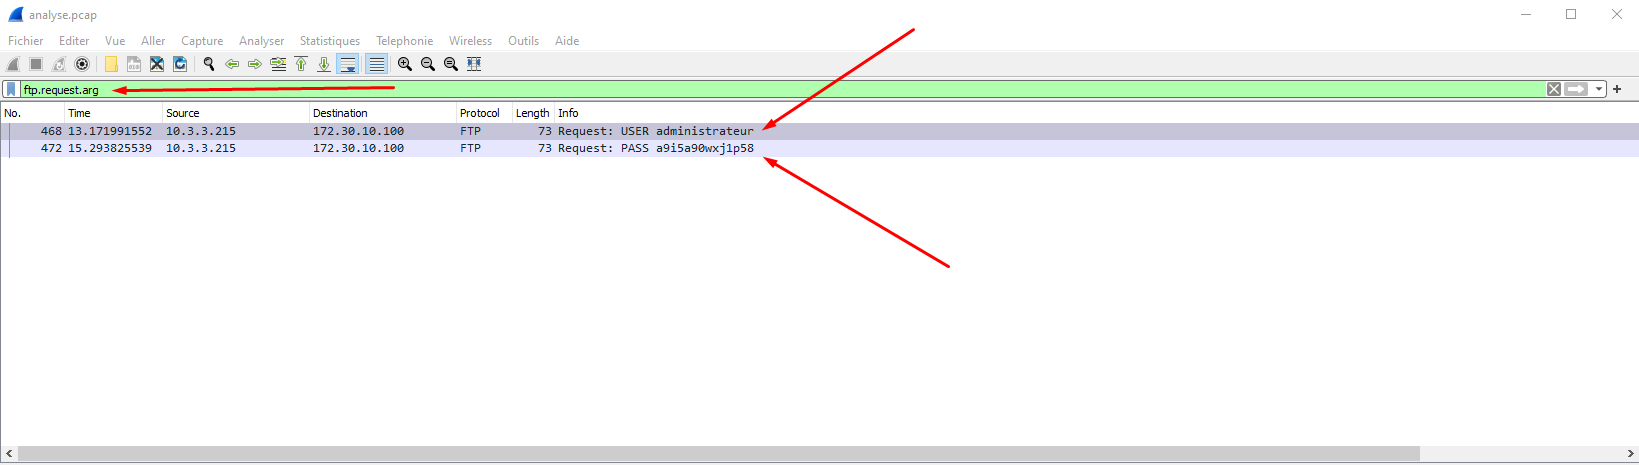 analyse.pcap
Fichier Editer Vue Aller Capture Analyser Statistiques Telephonie Wireless Outils Aide
ftp.request.arg
No. Time Source Destination Protocol Length Info
468 13.171991552 10.3.3.215 172.30.10.100 FTP 73 Request: USER administrateur
472 15.293825539 10.3.3.215 172.30.10.100 FTP 73 Request: PASS a9i5a90wxj1p58